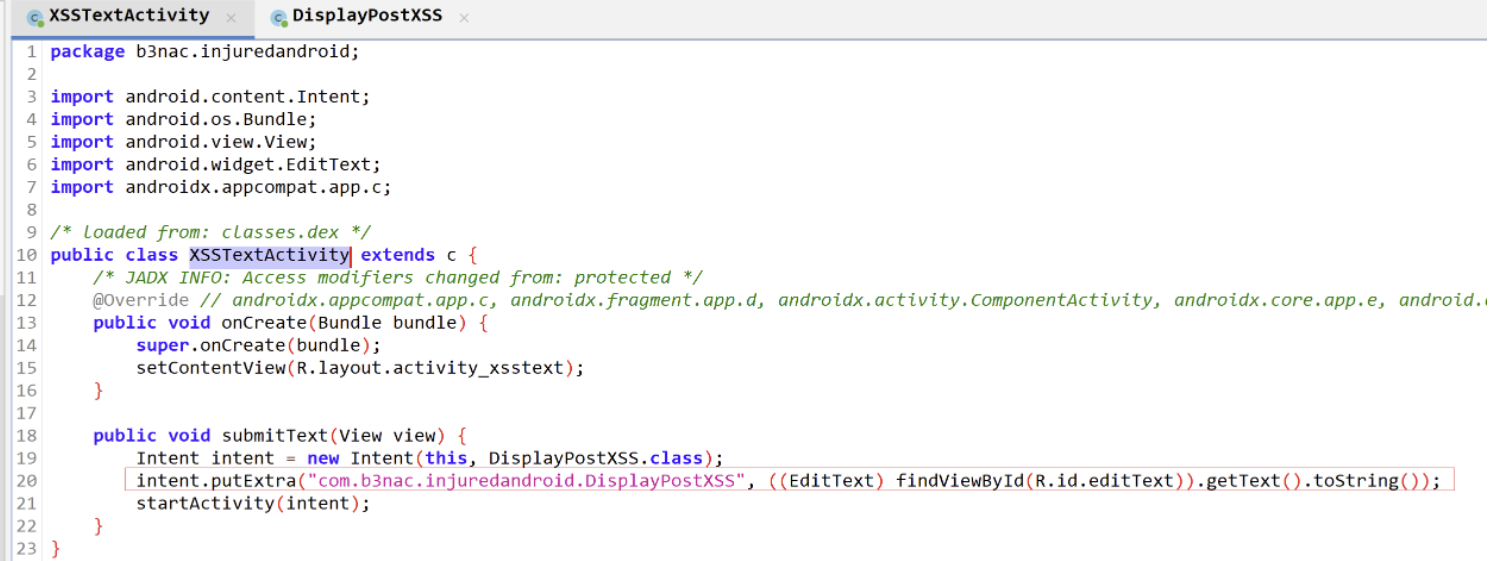 XSSTextActivity × DisplayPostXSS ×
1 package b3nac.injuredandroid;
2
3 import android.content.Intent;
4 import android.os.Bundle;
5 import android.view.View;
6 import android.widget.EditText;
7 import androidx.appcompat.app.c;
8
9 /* loaded from: classes.dex */
10 public class XSSTextActivity extends c {
11 /* JADX INFO: Access modifiers changed from: protected */
12 @Override // androidx.appcompat.app.c, androidx.fragment.app.d, androidx.activity.ComponentActivity, androidx.core.app.e, android.
13 public void onCreate(Bundle bundle) {
14 super.onCreate(bundle);
15 setContentView(R.layout.activity_xsstext);
16 }
17
18 public void submitText(View view) {
19 Intent intent = new Intent(this, DisplayPostXSS.class);
20 intent.putExtra("com.b3nac.injuredandroid.DisplayPostXSS", ((EditText) findViewById(R.id.editText)).getText().toString());
21 startActivity(intent);
22 }
23 }